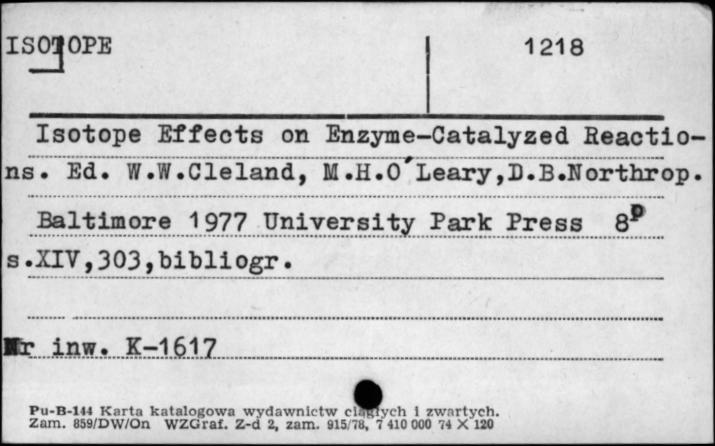 ISOTOPE 1218
Isotope Effects on Enzyme-Catalyzed Reactio-
ns. Ed. W.W.Cleland, M.H.O´Leary,D.B.Northrop.
Baltimore 1977 University Park Press 8º
s.XIV,303,bibliogr.
Nr inw. K-1617
Pu-B-144 Karta katalogowa wydawnictw ciągłych i zwartych.
Zam. 859/DW/On WZGraf. Z-d 2, zam. 915/78, 7 410 000 74 X 120